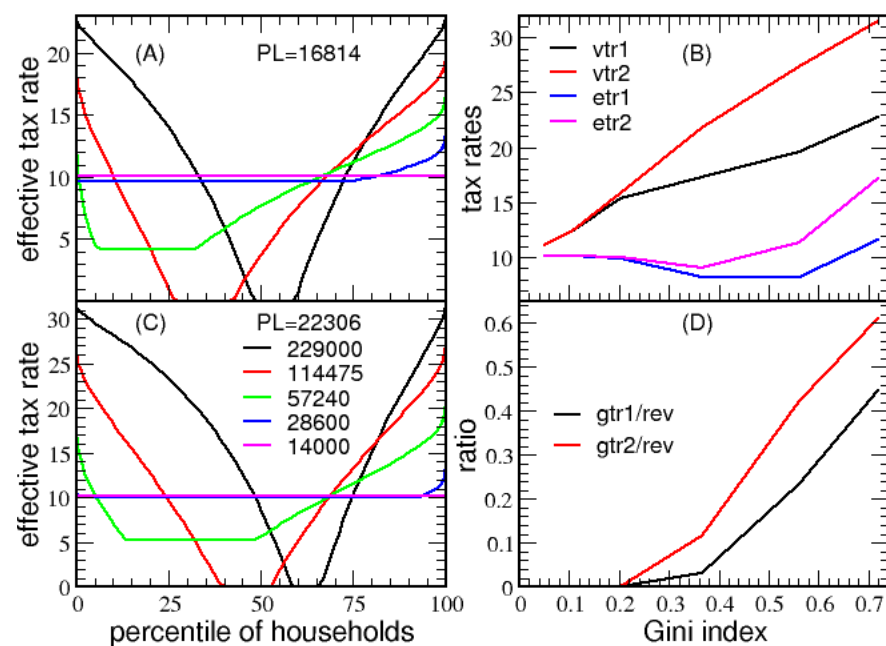 (A)
PL=16814
effective tax rate
20
15
10
5
(B)
vtr1
vtr2
etr1
etr2
tax rates
30
25
20
15
10
(C)
PL=22306
229000
114475
57240
28600
14000
effective tax rate
30
25
20
15
10
5
0
0 25 50 75 100
percentile of households
(D)
gtr1/rev
gtr2/rev
ratio
0.6
0.5
0.4
0.3
0.2
0.1
0
0 0.1 0.2 0.3 0.4 0.5 0.6 0.7
Gini index